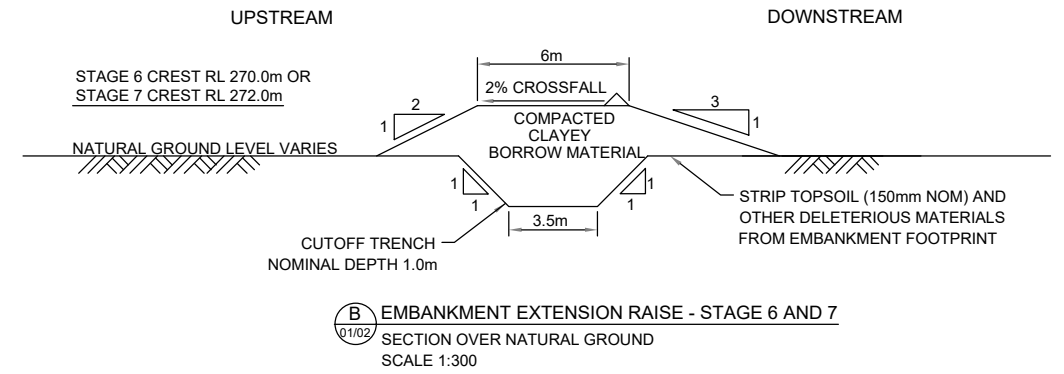 UPSTREAM
DOWNSTREAM
6m
STAGE 6 CREST RL 270.0m OR
STAGE 7 CREST RL 272.0m
2% CROSSFALL
2
1
3
1
COMPACTED
CLAYEY
BORROW MATERIAL
NATURAL GROUND LEVEL VARIES
1
1
1
1
3.5m
STRIP TOPSOIL (150mm NOM) AND
OTHER DELETERIOUS MATERIALS
FROM EMBANKMENT FOOTPRINT
CUTOFF TRENCH
NOMINAL DEPTH 1.0m
B
01/02
EMBANKMENT EXTENSION RAISE - STAGE 6 AND 7
SECTION OVER NATURAL GROUND
SCALE 1:300